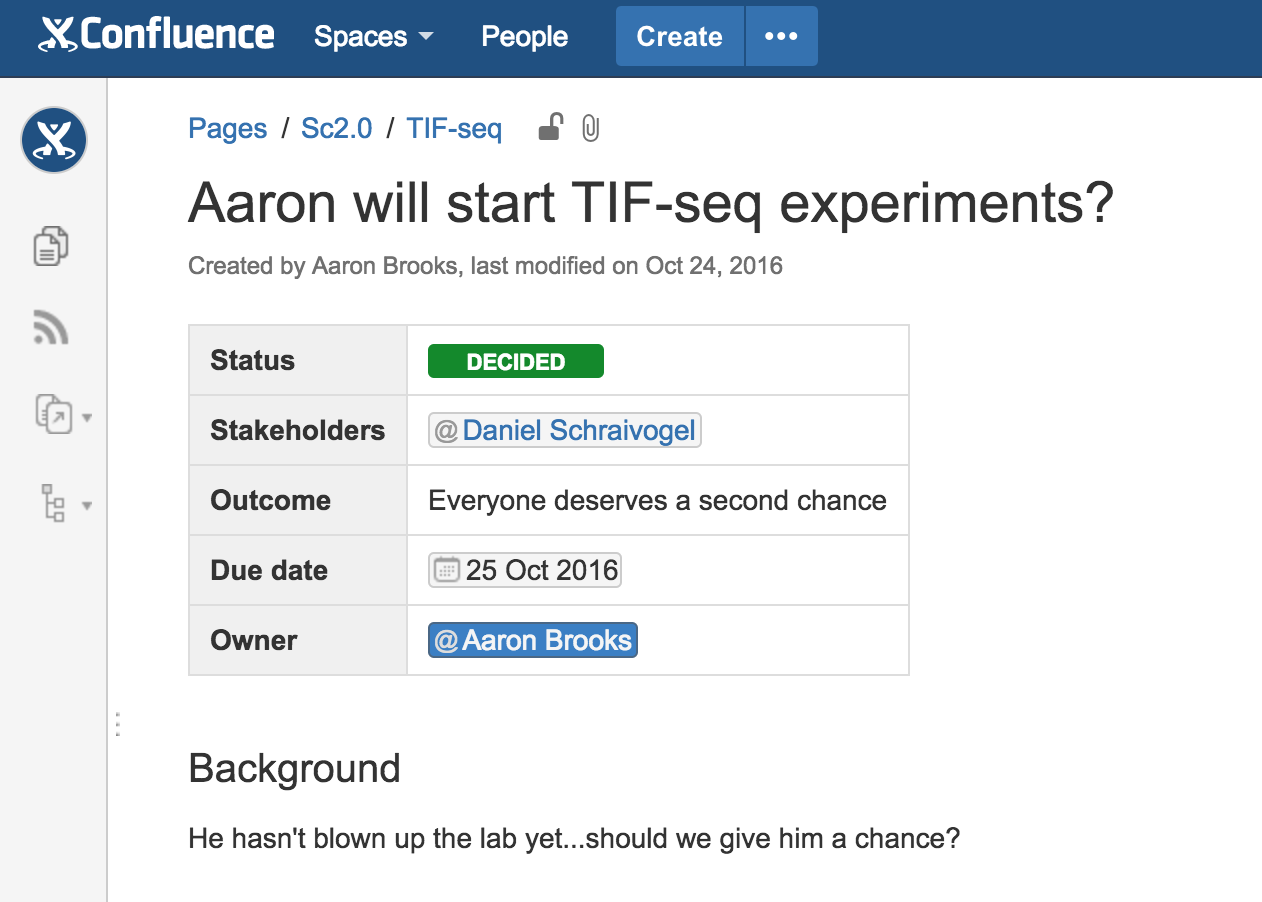 Confluence Spaces People Create •••
Pages / Sc2.0 / TIF-seq
Aaron will start TIF-seq experiments?
Created by Aaron Brooks, last modified on Oct 24, 2016
Status DECIDED
Stakeholders @Daniel Schraivogel
Outcome Everyone deserves a second chance
Due date 25 Oct 2016
Owner @Aaron Brooks
Background
He hasn't blown up the lab yet...should we give him a chance?